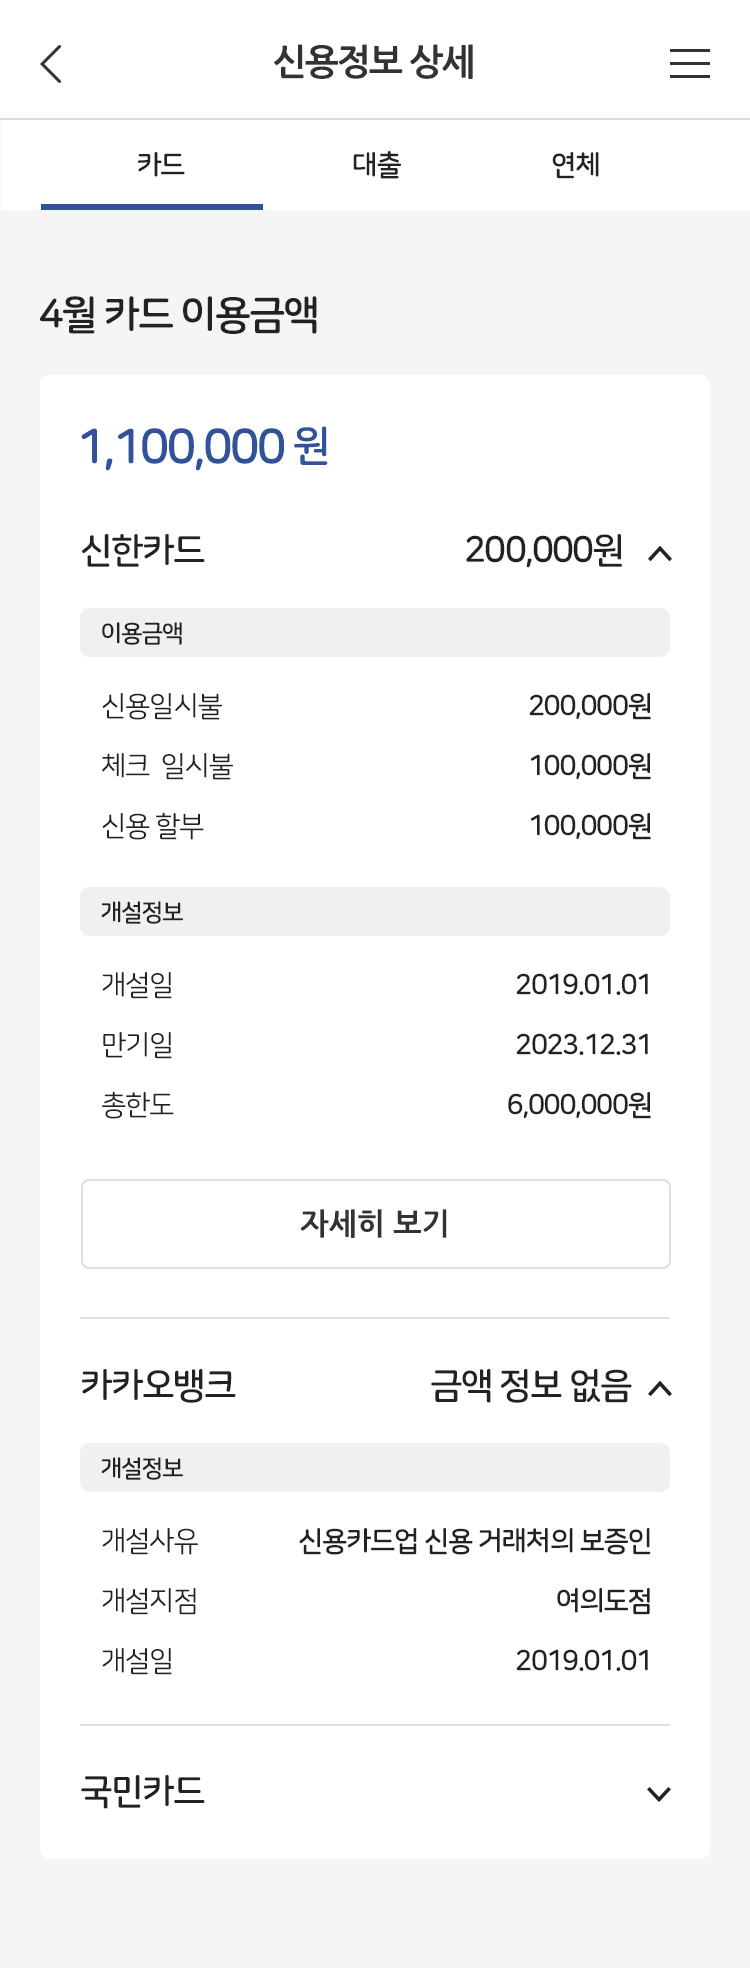 신용정보 상세
카드 대출 연체
4월 카드 이용금액
1,100,000 원
신한카드 200,000원
이용금액
신용일시불 200,000원
체크 일시불 100,000원
신용 할부 100,000원
개설정보
개설일 2019.01.01
만기일 2023.12.31
총한도 6,000,000원
자세히 보기
카카오뱅크 금액 정보 없음
개설정보
개설사유 신용카드업 신용 거래처의 보증인
개설지점 여의도점
개설일 2019.01.01
국민카드